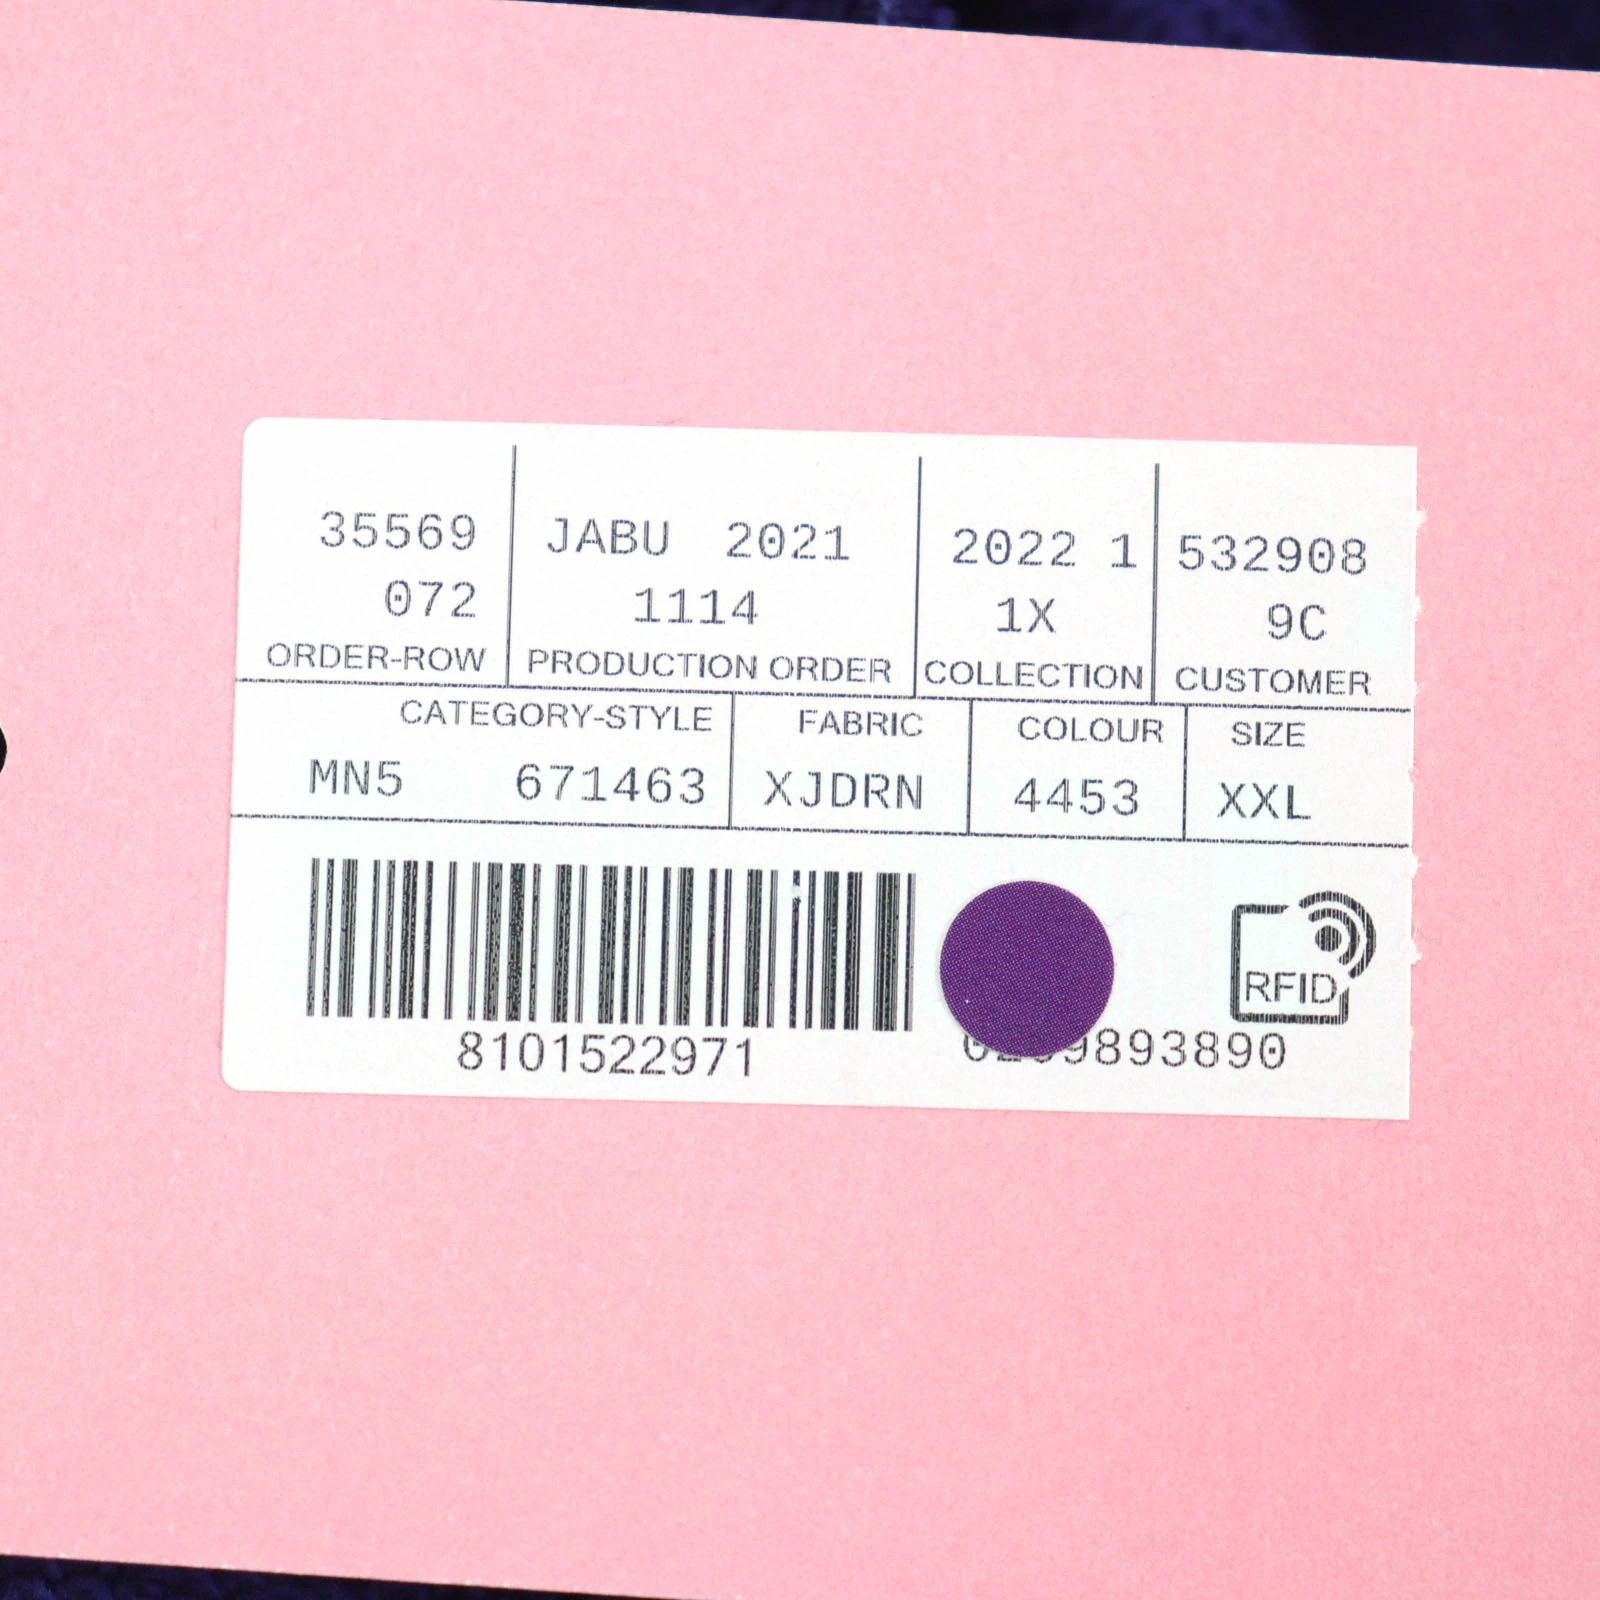 35569 JABU 2021 2022 1 532908
072 1114 1X 9C
ORDER-ROW PRODUCTION ORDER COLLECTION CUSTOMER
CATEGORY-STYLE FABRIC COLOUR SIZE
MN5 671463 XJDRN 4453 XXL
RFID
8101522971